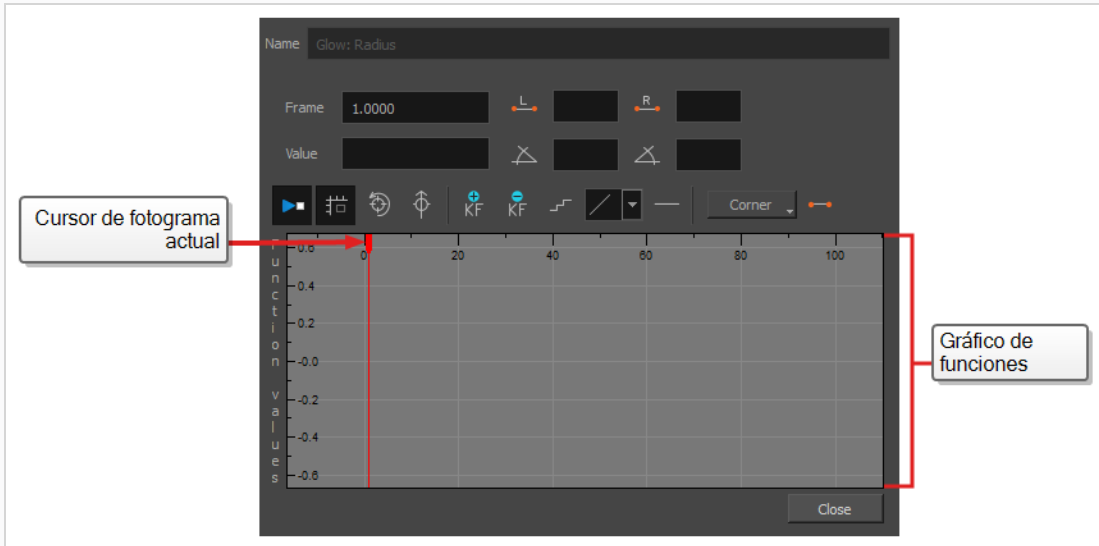 Name Glow: Radius
Frame 1.0000 L R
Value
KF KF Corner
Cursor de fotograma
actual
Function values
0.6 0 20 40 60 80 100
0.4
0.2
-0.0
-0.2
-0.4
-0.6
Gráfico de
funciones
Close